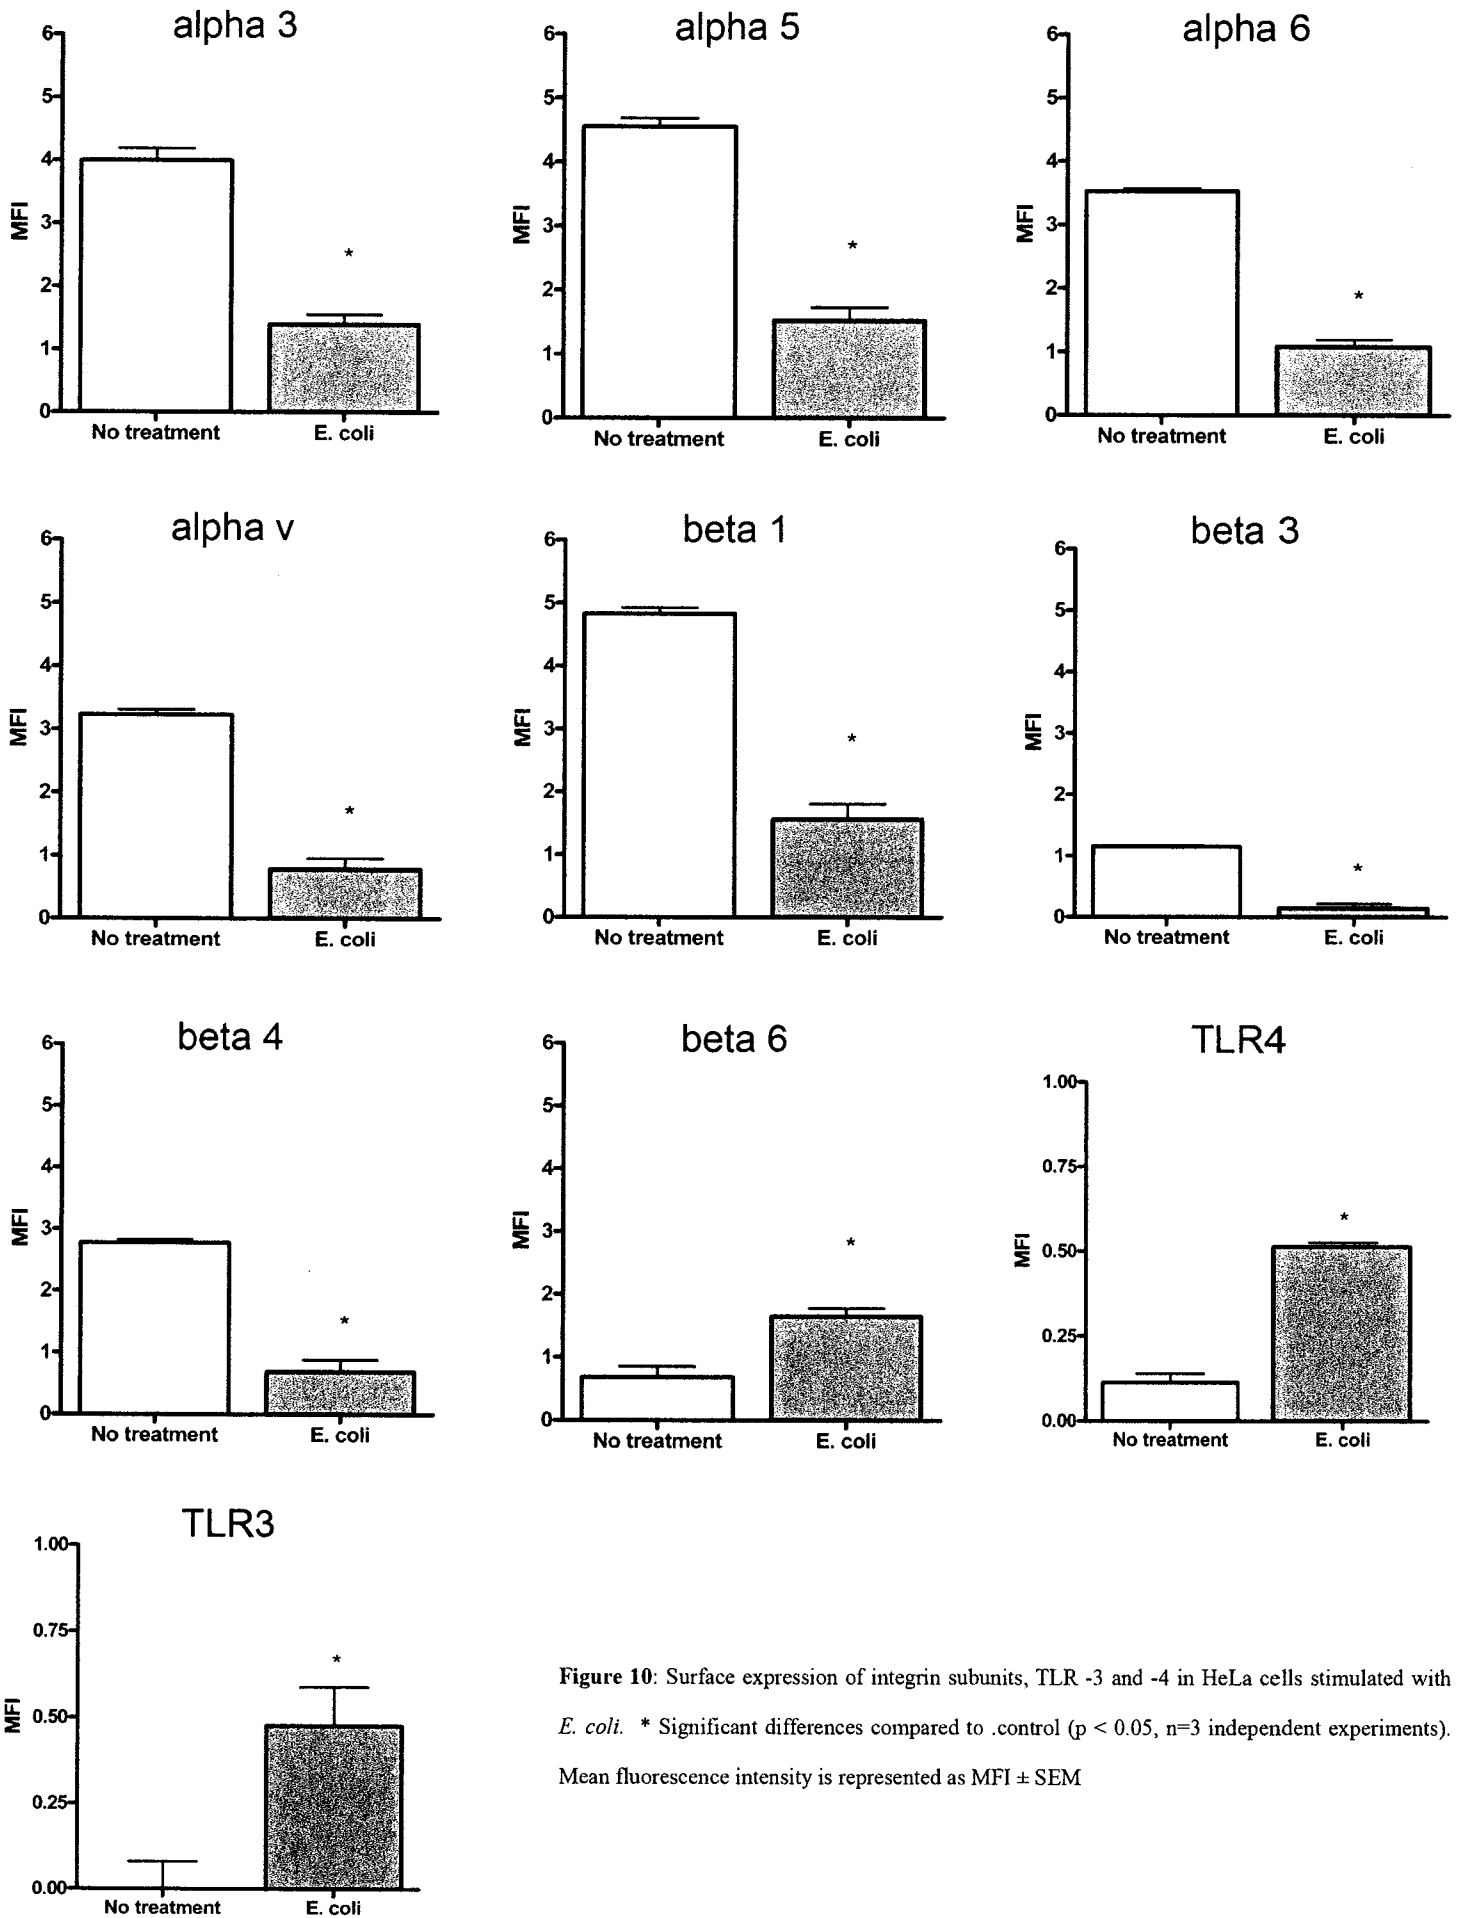 alpha 3
6
5
4
3
2
1
0
MFI
*
No treatment
E. coli
alpha 5
6
5
4
3
2
1
0
MFI
*
No treatment
E. coli
alpha 6
6
5
4
3
2
1
0
MFI
*
No treatment
E. coli
alpha v
6
5
4
3
2
1
0
MFI
*
No treatment
E. coli
beta 1
6
5
4
3
2
1
0
MFI
*
No treatment
E. coli
beta 3
6
5
4
3
2
1
0
MFI
*
No treatment
E. coli
beta 4
6
5
4
3
2
1
0
MFI
*
No treatment
E. coli
beta 6
6
5
4
3
2
1
0
MFI
*
No treatment
E. coli
TLR4
1.00
0.75
0.50
0.25
0.00
MFI
*
No treatment
E. coli
TLR3
1.00
0.75
0.50
0.25
0.00
MFI
*
No treatment
E. coli
Figure 10: Surface expression of integrin subunits, TLR -3 and -4 in HeLa cells stimulated with
E. coli. * Significant differences compared to .control (p < 0.05, n=3 independent experiments).
Mean fluorescence intensity is represented as MFI ± SEM